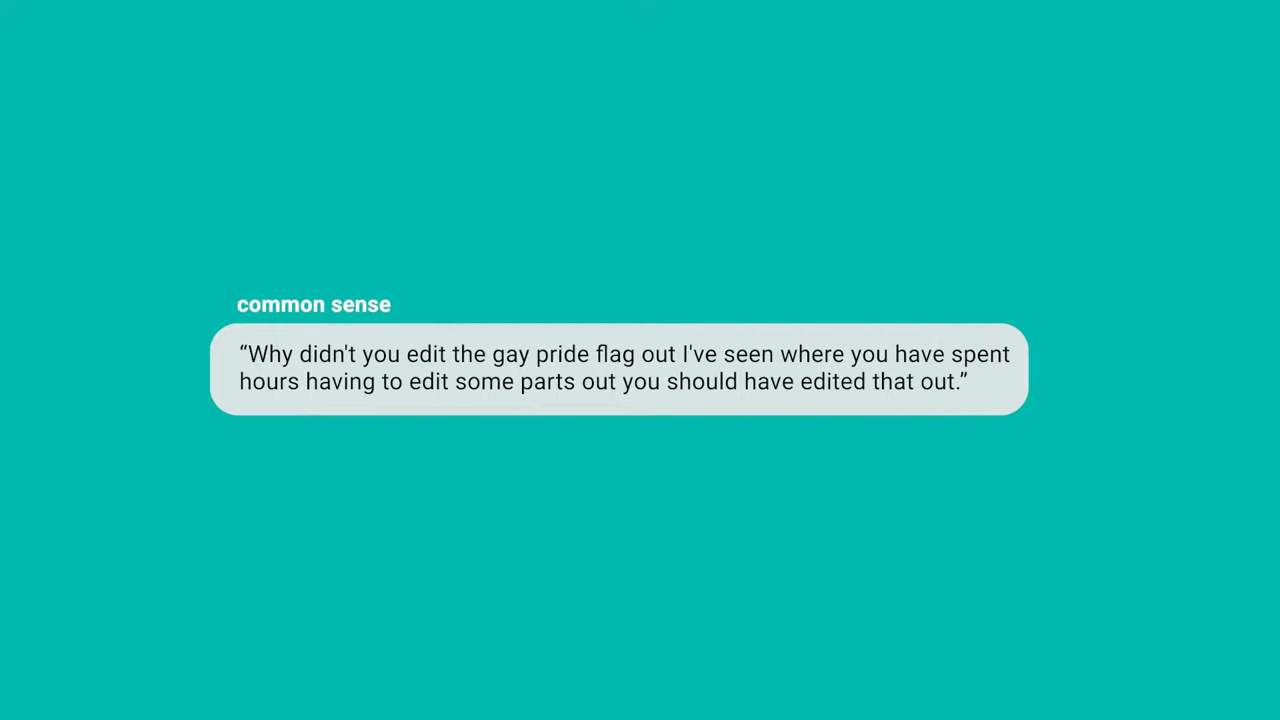 common sense
“Why didn't you edit the gay pride flag out I've seen where you have spent
hours having to edit some parts out you should have edited that out.”